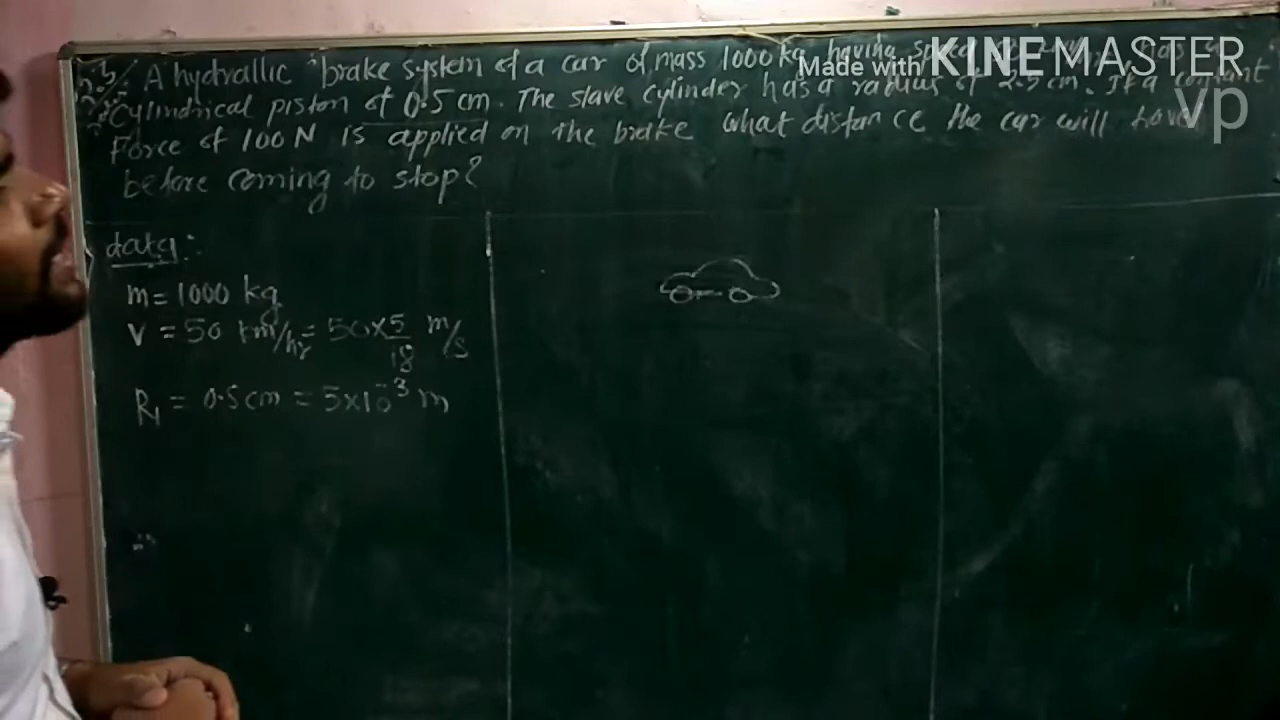 A hydrallic brake system of a car of mass 1000 kg having
Made with KINEMASTER
Cylindrical piston of 0.5 cm. The slave cylinder has a radius of 2.5 cm. If a constant
vp
Force of 100 N is applied on the brake what distance the car will travel
before coming to stop?
data:
m = 1000 kg
V = 50 km/hr = 50 × 5/18 m/s
R₁ = 0.5 cm = 5×10⁻³ m